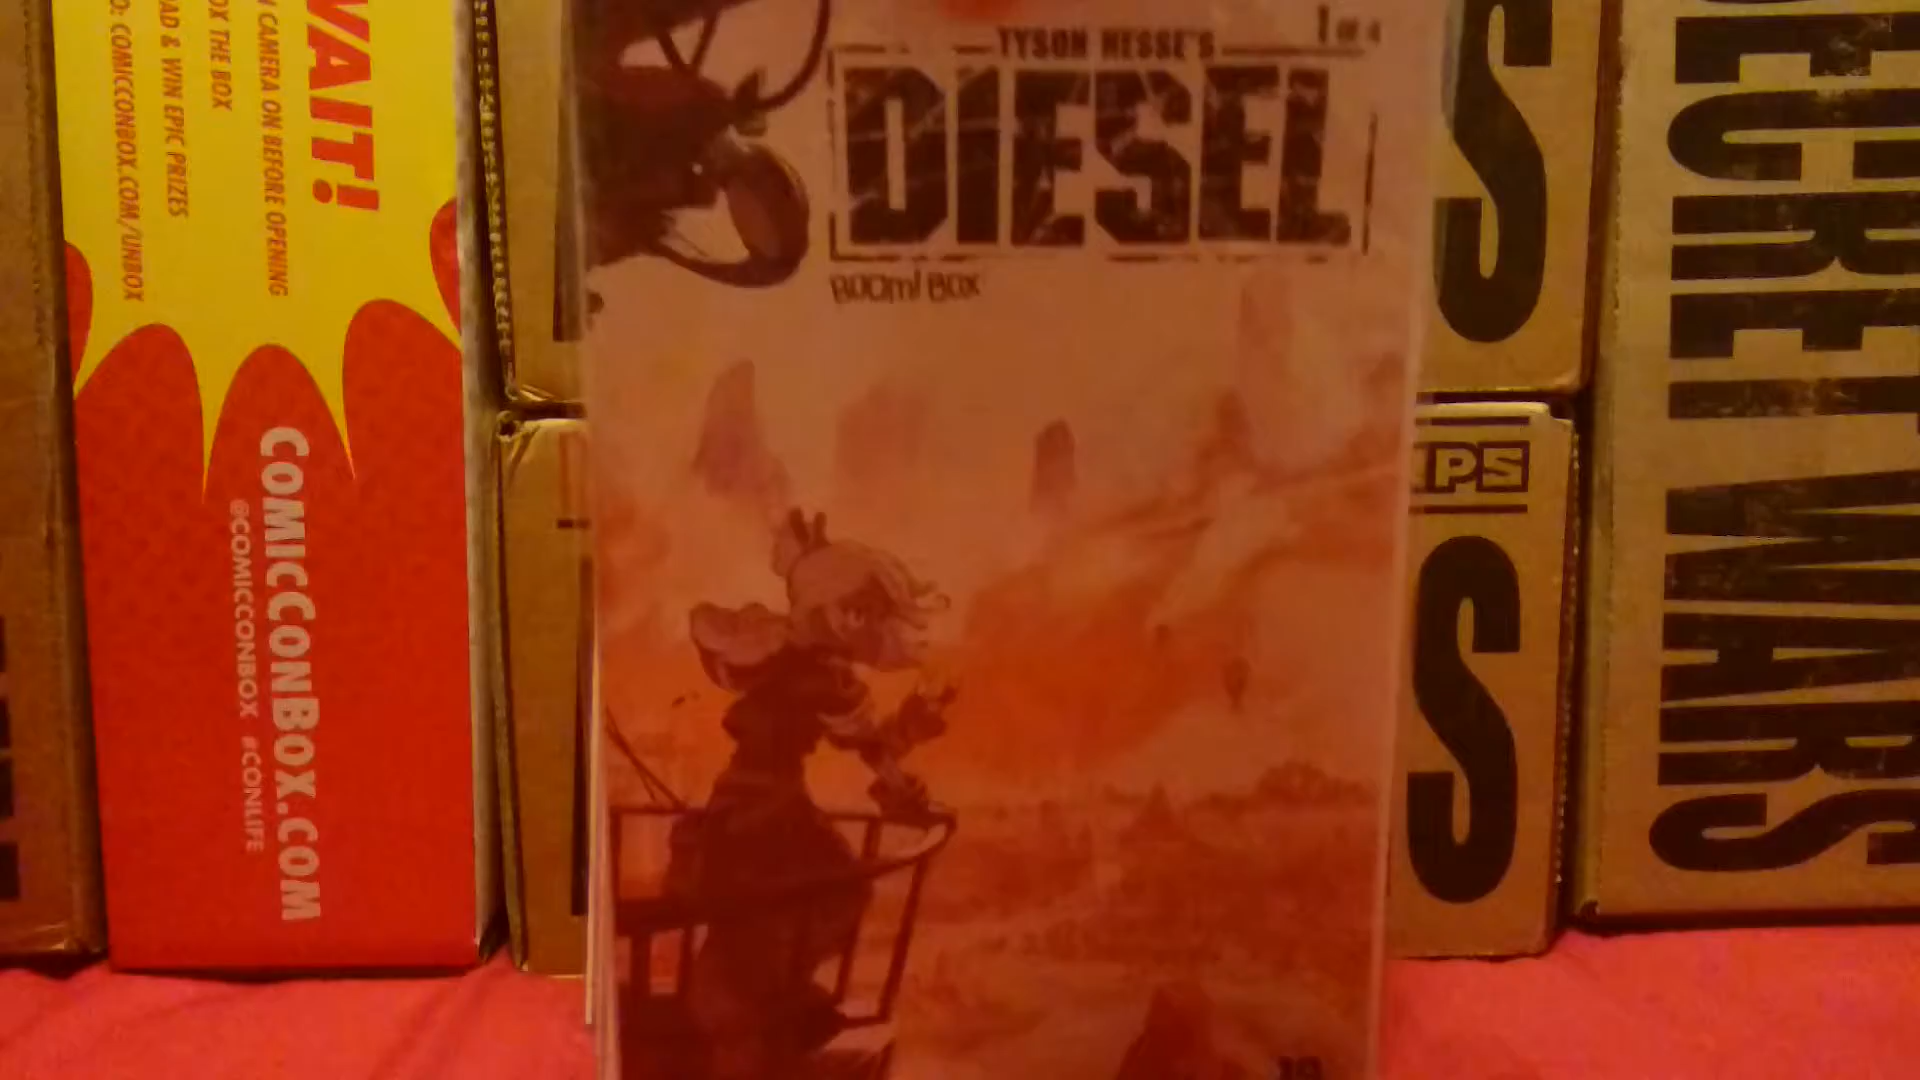 WAIT!
CAMERA ON BEFORE OPENING
OX THE BOX
AD & WIN EPIC PRIZES
O: COMICCONBOX.COM/UNBOX
COMICCONBOX.COM
@COMICCONBOX #CONLIFE
1 OF 4
TYSON HESSE'S
DIESEL
BOOM! BOX
S
IPS
S
SECRET WARS